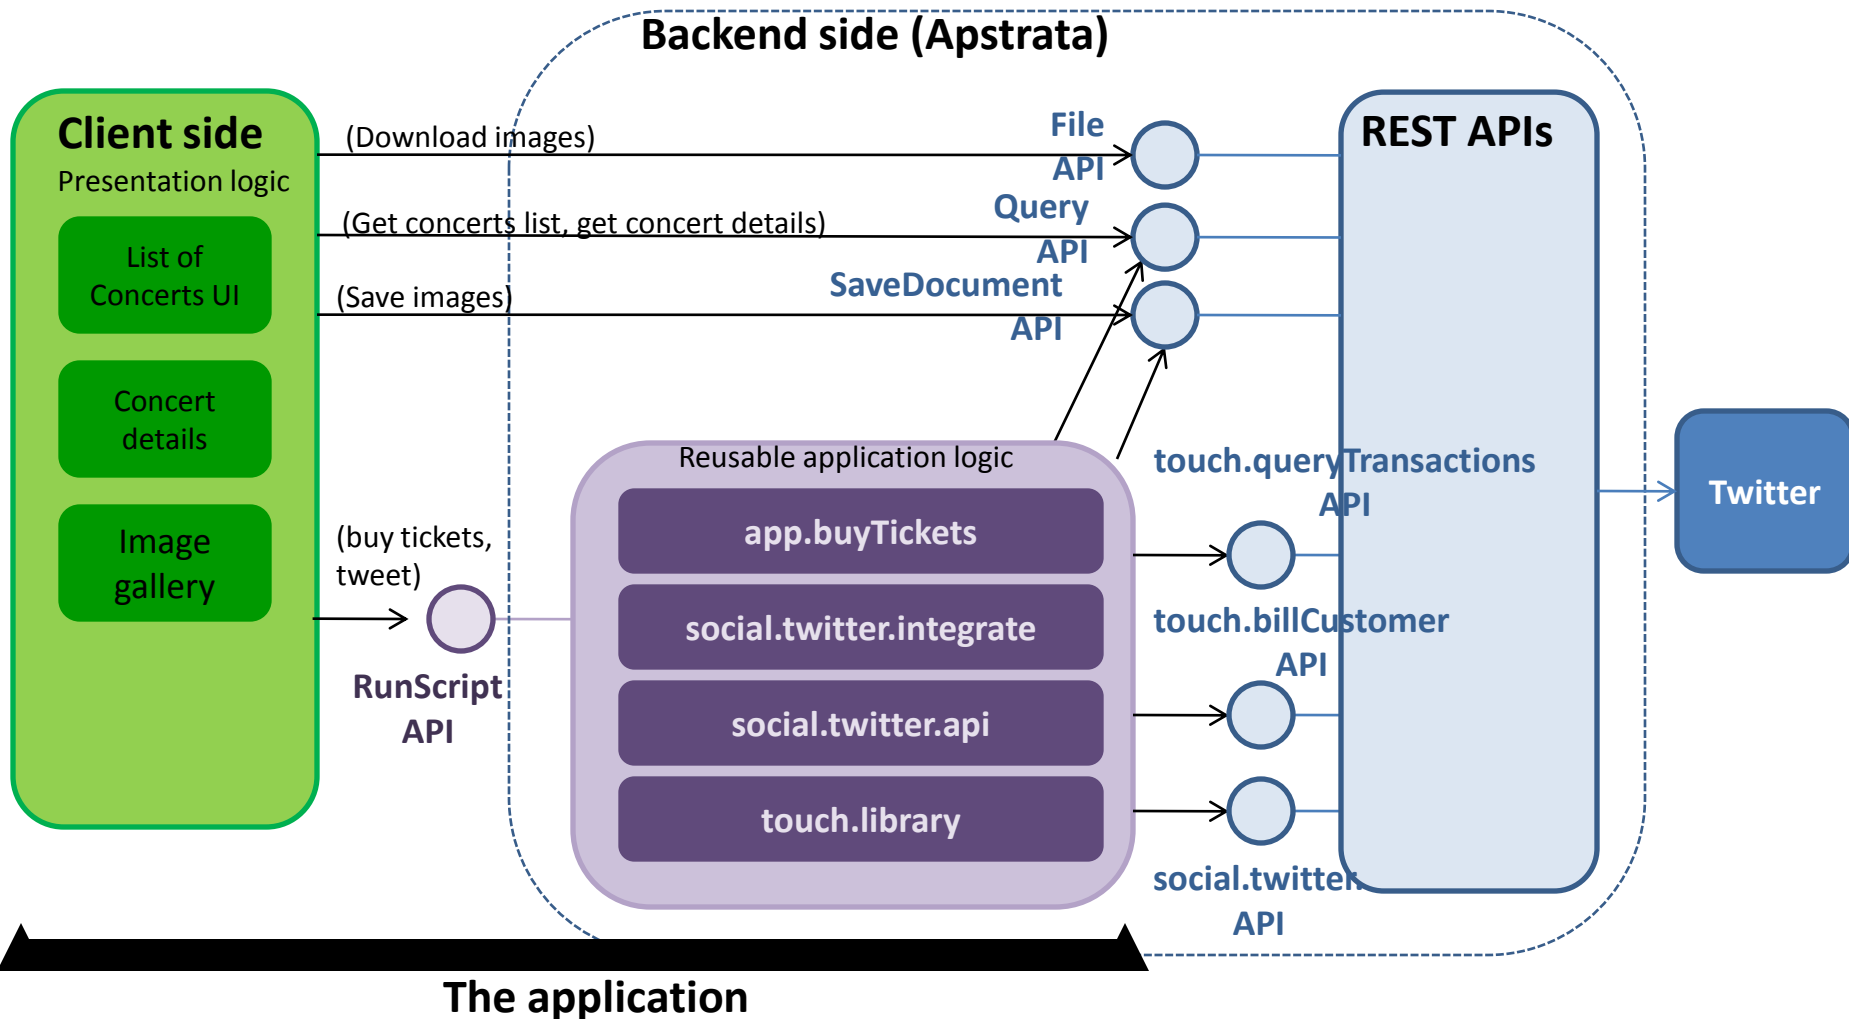 Backend side (Apstrata)
Client side
Presentation logic
List of
Concerts UI
Concert
details
Image
gallery
(Download images)
(Get concerts list, get concert details)
(Save images)
(buy tickets,
tweet)
RunScript
API
File
API
Query
API
SaveDocument
API
REST APIs
Reusable application logic
app.buyTickets
social.twitter.integrate
social.twitter.api
touch.library
touch.queryTransactions
API
touch.billCustomer
API
social.twitter.
API
Twitter
The application